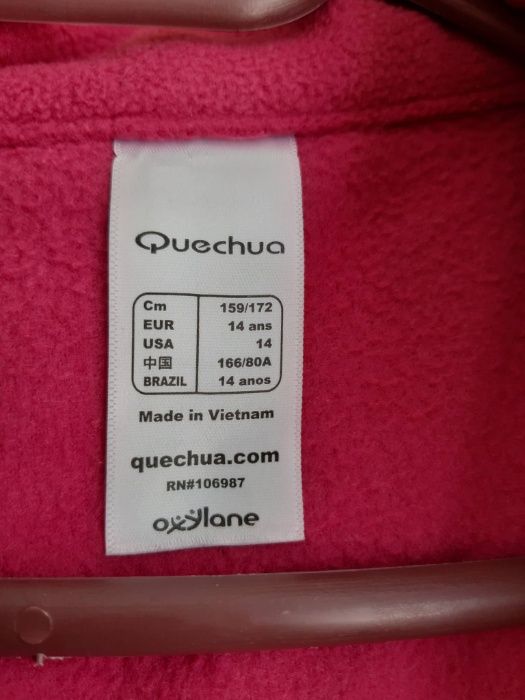 Quechua
Cm 159/172
EUR 14 ans
USA 14
中国 166/80A
BRAZIL 14 anos
Made in Vietnam
quechua.com
RN#106987
oxylane